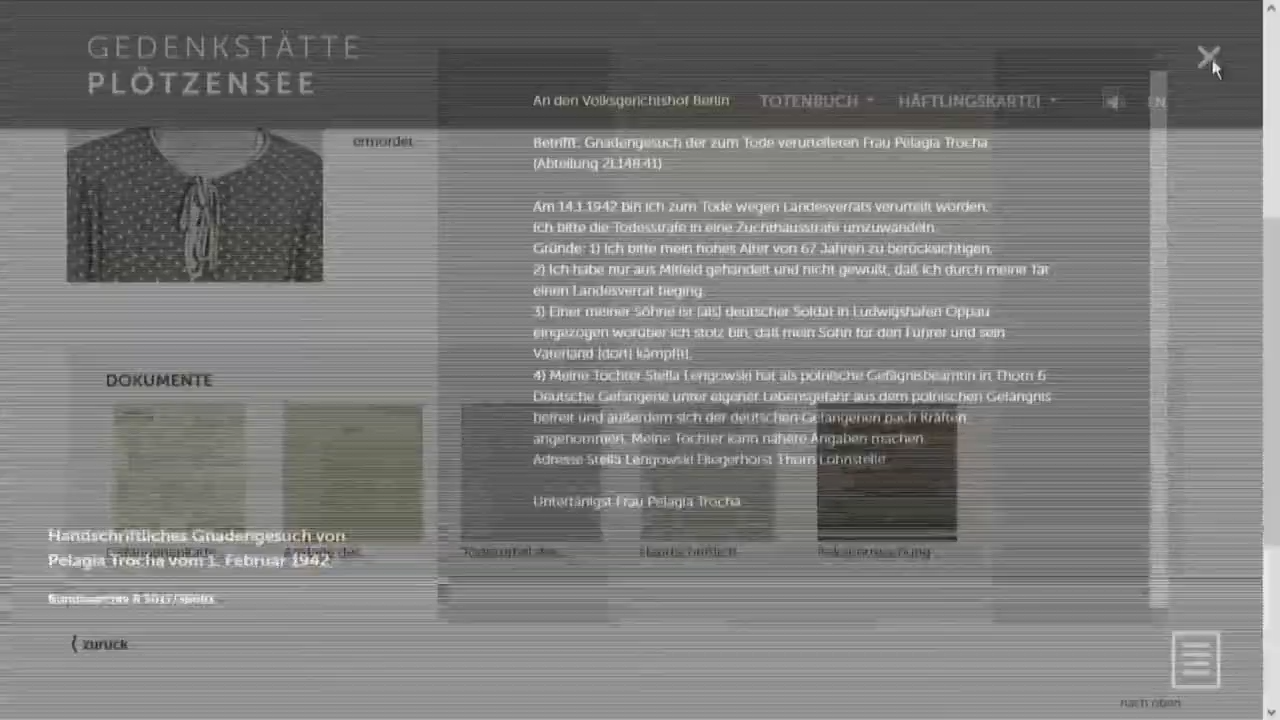 GEDENKSTÄTTE
PLÖTZENSEE
TOTENBUCH
HÄFTLINGSKARTEI
EN
ermordet
An den Volksgerichtshof Berlin
Betrifft: Gnadengesuch der zum Tode verurteilten Frau Pelagia Trocha
(Abteilung 2L148.41)
Am 14.1.1942 bin ich zum Tode wegen Landesverrats verurteilt worden.
Ich bitte die Todesstrafe in eine Zuchthausstrafe umzuwandeln.
Gründe: 1) Ich bitte mein hohes Alter von 67 Jahren zu berücksichtigen.
2) Ich habe nur aus Mitleid gehandelt und nicht gewußt, daß ich durch meine Tat
einen Landesverrat beging.
3) Einer meiner Söhne ist [als] deutscher Soldat in Ludwigshafen Oppau
eingezogen worüber ich stolz bin, daß mein Sohn für den Führer und sein
Vaterland [dort] kämpf[t].
4) Meine Tochter Stella Lengowski hat als polnische Gefägnisbeamtin in Thorn 6
Deutsche Gefangene unter eigener Lebensgefahr aus dem polnischen Gefängnis
befreit und außerdem sich der deutschen Gefangenen nach Kräften
angenommen. Meine Tochter kann nähere Angaben machen.
Adresse Stella Lengowski Fliegerhorst Thorn Lohnstelle.
Untertänigst Frau Pelagia Trocha
DOKUMENTE
Handschriftliches Gnadengesuch von
Pelagia Trocha vom 1. Februar 1942
Handschriftlich
Bekanntmachung
zurück
nach oben